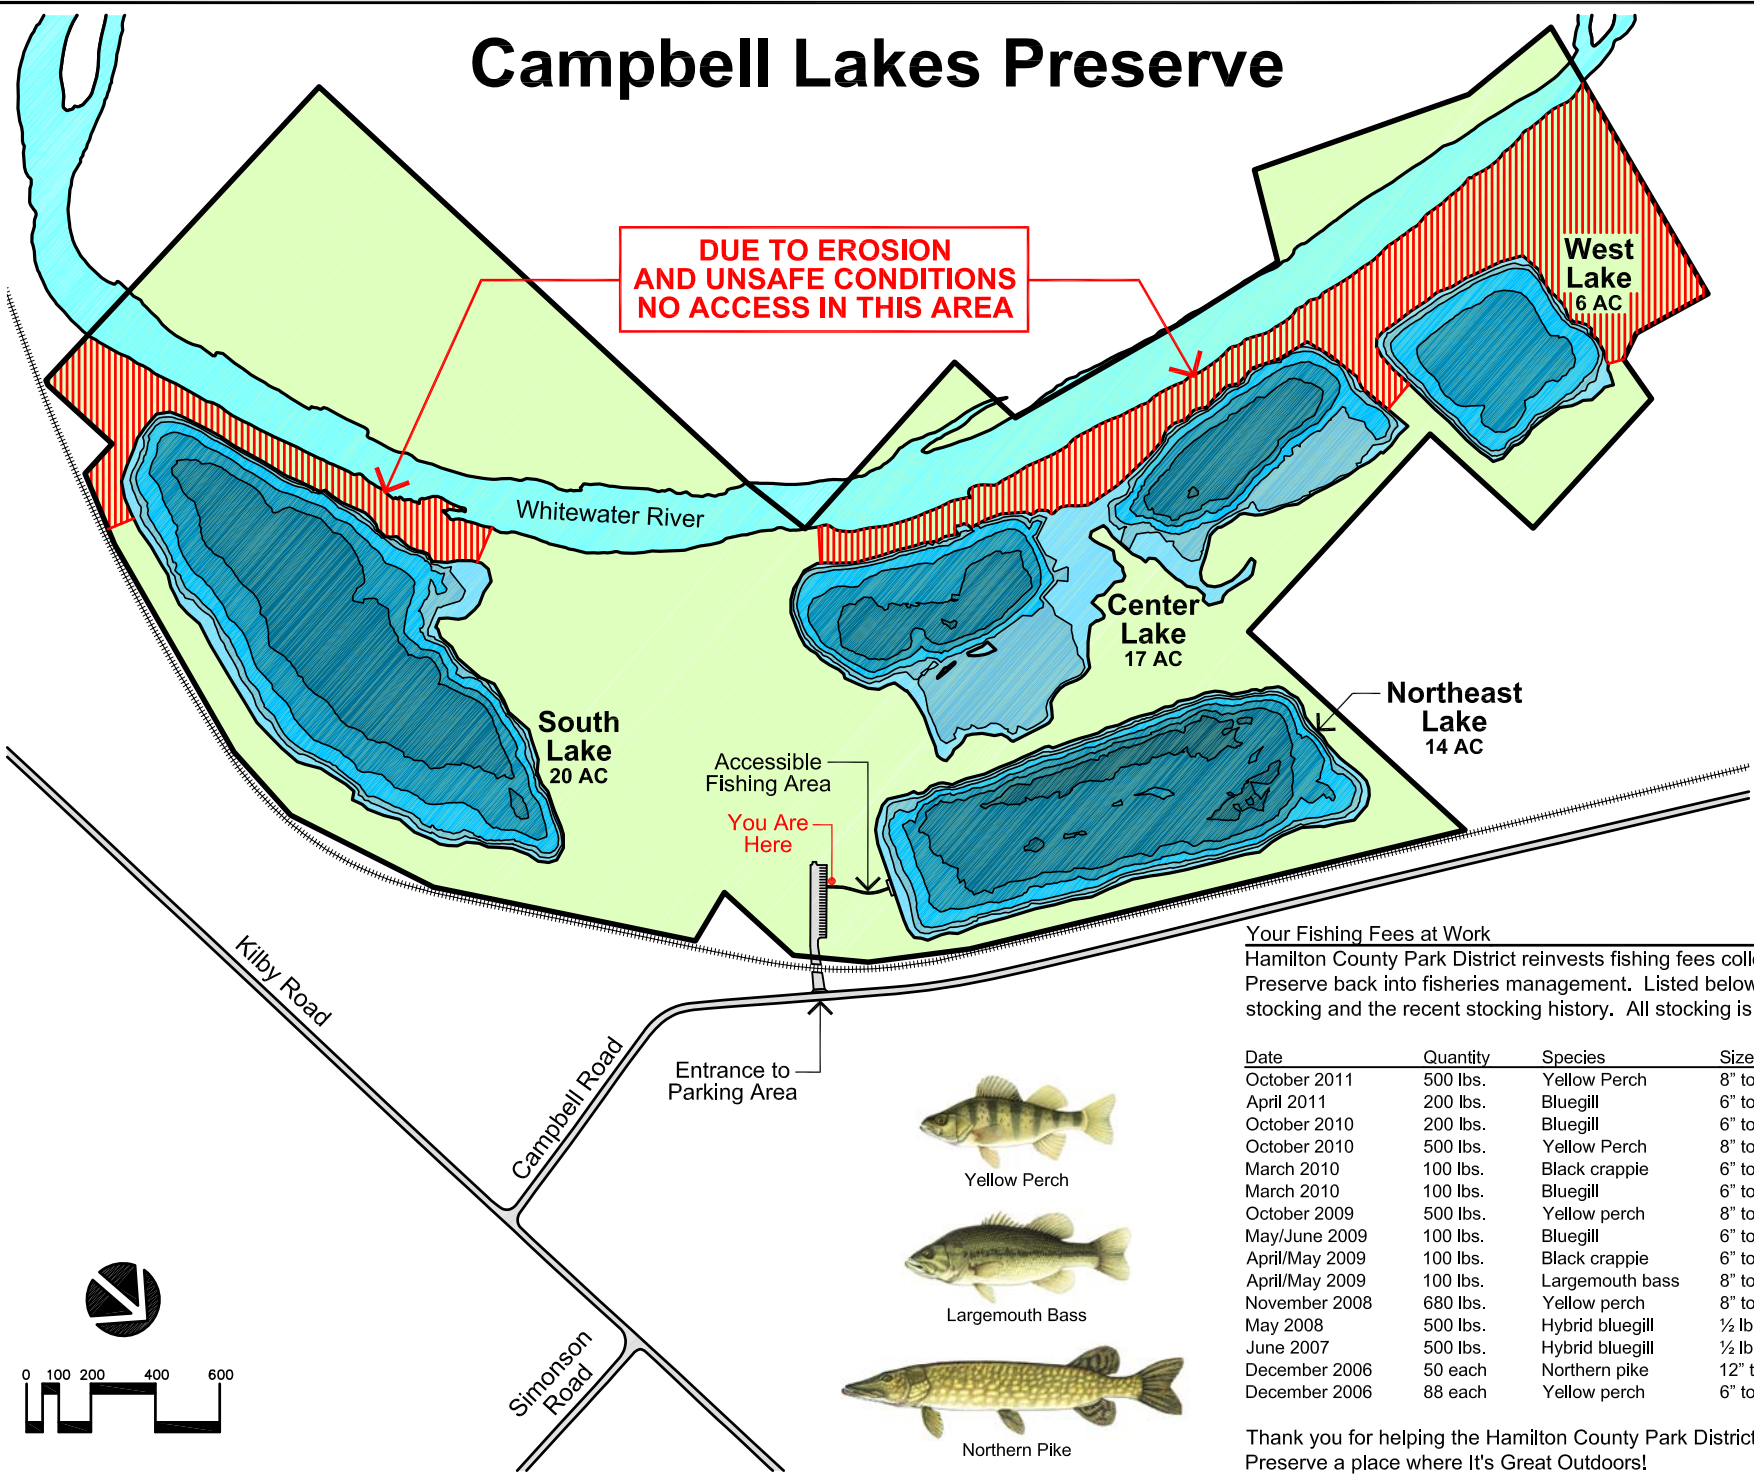 Campbell Lakes Preserve
DUE TO EROSION
AND UNSAFE CONDITIONS
NO ACCESS IN THIS AREA
West
Lake
6 AC
Whitewater River
Center
Lake
17 AC
Northeast
Lake
14 AC
South
Lake
20 AC
Accessible
Fishing Area
You Are
Here
Kilby Road
Campbell Road
Entrance to
Parking Area
Simonson
Road
0 100 200 400 600
Yellow Perch
Largemouth Bass
Northern Pike
Your Fishing Fees at Work
Hamilton County Park District reinvests fishing fees coll
Preserve back into fisheries management. Listed below
stocking and the recent stocking history. All stocking is
Date Quantity Species Size
October 2011 500 lbs. Yellow Perch 8" to
April 2011 200 lbs. Bluegill 6" to
October 2010 200 lbs. Bluegill 6" to
October 2010 500 lbs. Yellow Perch 8" to
March 2010 100 lbs. Black crappie 6" to
March 2010 100 lbs. Bluegill 6" to
October 2009 500 lbs. Yellow perch 8" to
May/June 2009 100 lbs. Bluegill 6" to
April/May 2009 100 lbs. Black crappie 6" to
April/May 2009 100 lbs. Largemouth bass 8" to
November 2008 680 lbs. Yellow perch 8" to
May 2008 500 lbs. Hybrid bluegill ½ lb
June 2007 500 lbs. Hybrid bluegill ½ lb
December 2006 50 each Northern pike 12" t
December 2006 88 each Yellow perch 6" to
Thank you for helping the Hamilton County Park District
Preserve a place where It's Great Outdoors!